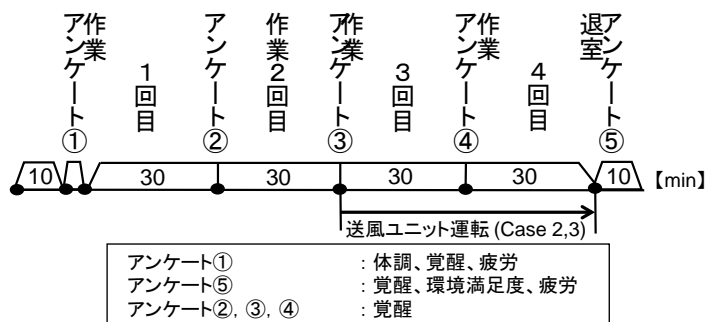 アンケート①
作業
1回目
アンケート②
作業
2回目
アンケート③
作業
3回目
アンケート④
作業
4回目
退室
アンケート⑤
10
30
30
30
30
10
【min】
送風ユニット運転 (Case 2,3)
アンケート① : 体調、覚醒、疲労
アンケート⑤ : 覚醒、環境満足度、疲労
アンケート②, ③, ④ : 覚醒